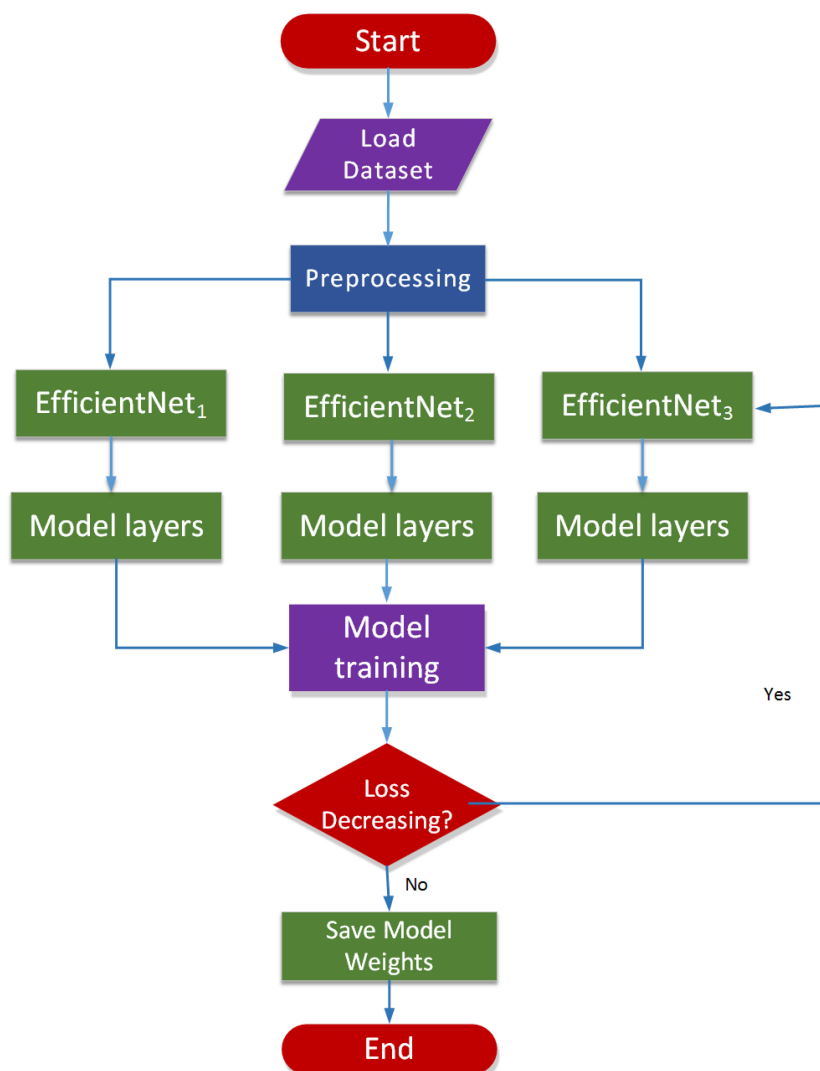 Start
Load
Dataset
Preprocessing
EfficientNet₁
EfficientNet₂
EfficientNet₃
Model layers
Model layers
Model layers
Model
training
Yes
Loss
Decreasing?
No
Save Model
Weights
End